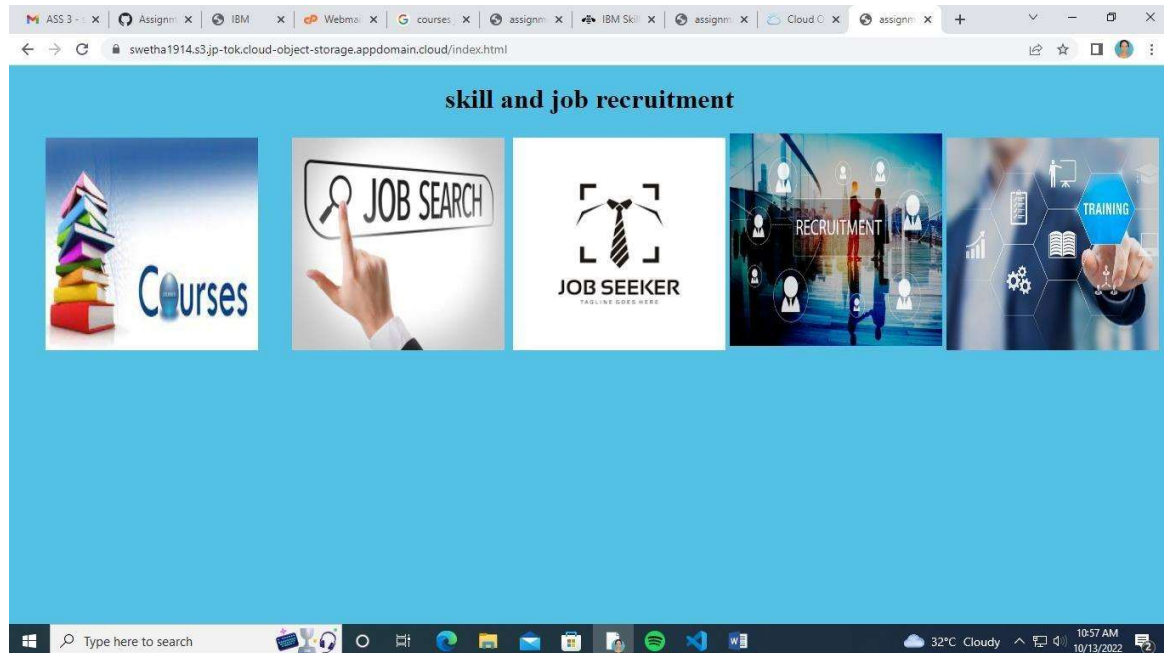 ASS 3 - s
Assignm
IBM
Webmai
courses
assignm
IBM Skil
assignm
Cloud O
assignm
swetha1914.s3.jp-tok.cloud-object-storage.appdomain.cloud/index.html
skill and job recruitment
Courses
JOB SEARCH
JOB SEEKER
TAGLINE GOES HERE
RECRUITMENT
TRAINING
Type here to search
32°C Cloudy
10:57 AM
10/13/2022
2